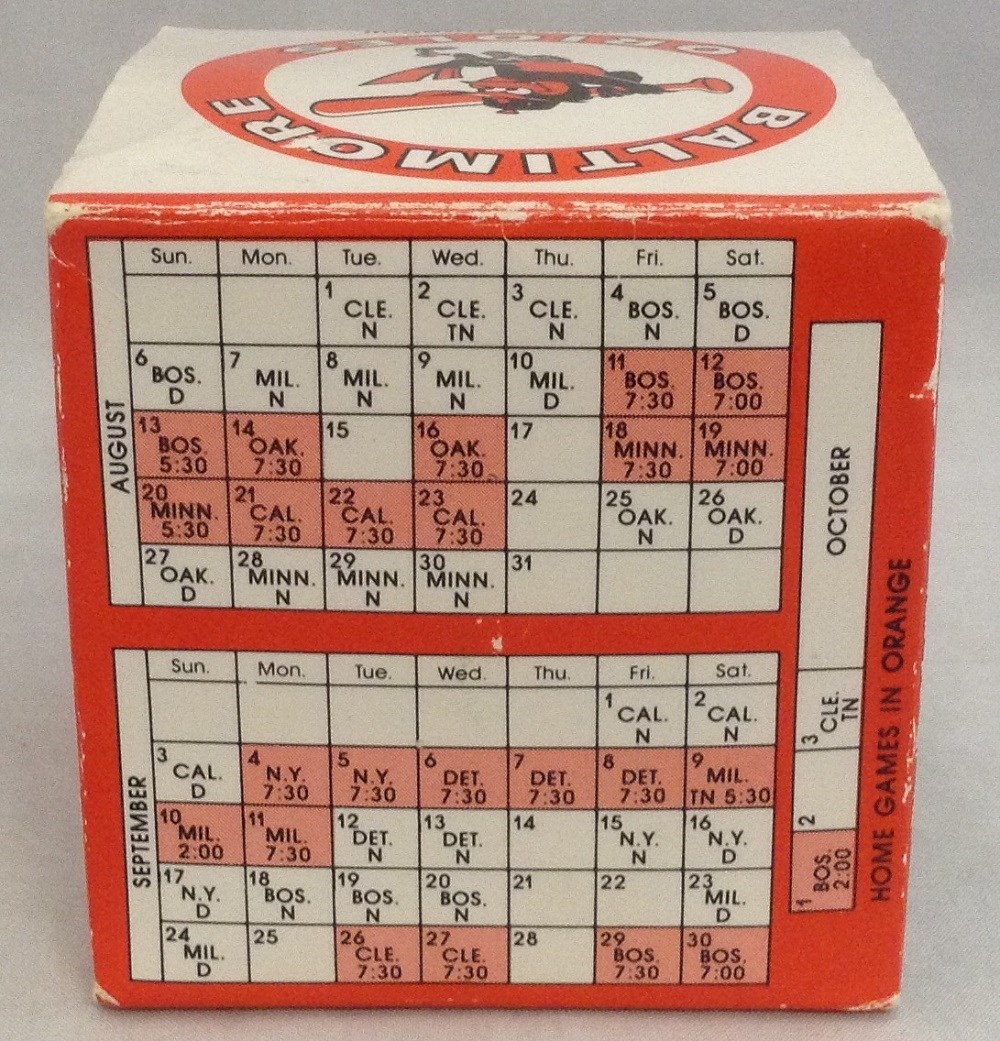 BALTIMORE
ORIOLES
AUGUST
Sun. Mon. Tue. Wed. Thu. Fri. Sat.
1 2 3 4 5
CLE. CLE. CLE. BOS. BOS.
N TN N N D
6 7 8 9 10 11 12
BOS. MIL. MIL. MIL. MIL. BOS. BOS.
D N N N D 7:30 7:00
13 14 15 16 17 18 19
BOS. OAK. OAK. MINN. MINN.
5:30 7:30 7:30 7:30 7:00
20 21 22 23 24 25 26
MINN. CAL. CAL. CAL. OAK. OAK.
5:30 7:30 7:30 7:30 N D
27 28 29 30 31
OAK. MINN. MINN. MINN.
D N N N
SEPTEMBER
Sun. Mon. Tue. Wed. Thu. Fri. Sat.
1 2
CAL. CAL.
N N
3 4 5 6 7 8 9
CAL. N.Y. N.Y. DET. DET. DET. MIL.
D 7:30 7:30 7:30 7:30 7:30 TN 5:30
10 11 12 13 14 15 16
MIL. MIL. DET. DET. N.Y. N.Y.
2:00 7:30 N N N D
17 18 19 20 21 22 23
N.Y. BOS. BOS. BOS. MIL.
D N N N D
24 25 26 27 28 29 30
MIL. CLE. CLE. BOS. BOS.
D 7:30 7:30 7:30 7:00
OCTOBER
1 2 3
BOS. CLE.
2:00 TN
HOME GAMES IN ORANGE